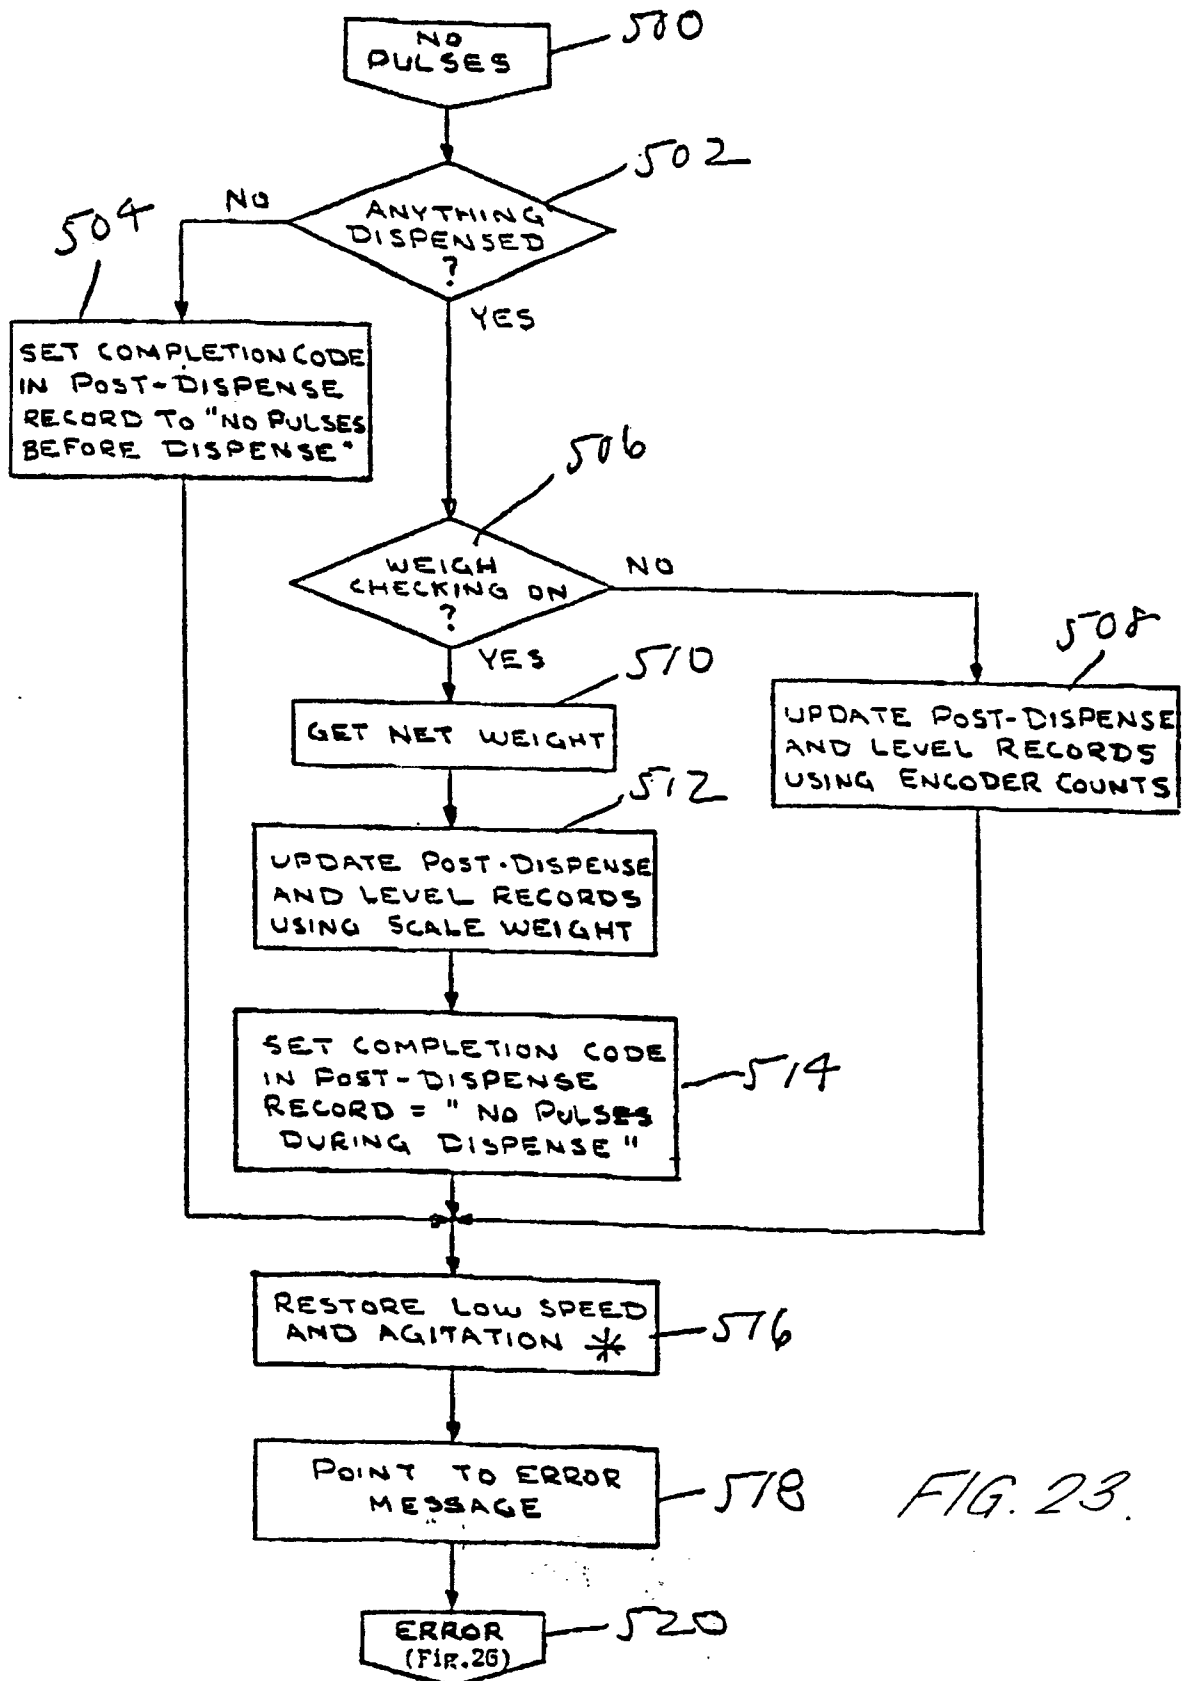 NO
PULSES
500
502
ANYTHING
DISPENSED
?
NO
YES
504
SET COMPLETION CODE
IN POST-DISPENSE
RECORD TO "NO PULSES
BEFORE DISPENSE"
506
WEIGH
CHECKING ON
?
NO
YES
508
UPDATE POST-DISPENSE
AND LEVEL RECORDS
USING ENCODER COUNTS
510
GET NET WEIGHT
512
UPDATE POST-DISPENSE
AND LEVEL RECORDS
USING SCALE WEIGHT
SET COMPLETION CODE
IN POST-DISPENSE
RECORD = "NO PULSES
DURING DISPENSE"
514
RESTORE LOW SPEED
AND AGITATION *
516
POINT TO ERROR
MESSAGE
518
FIG. 23.
ERROR
(Fig.26)
520